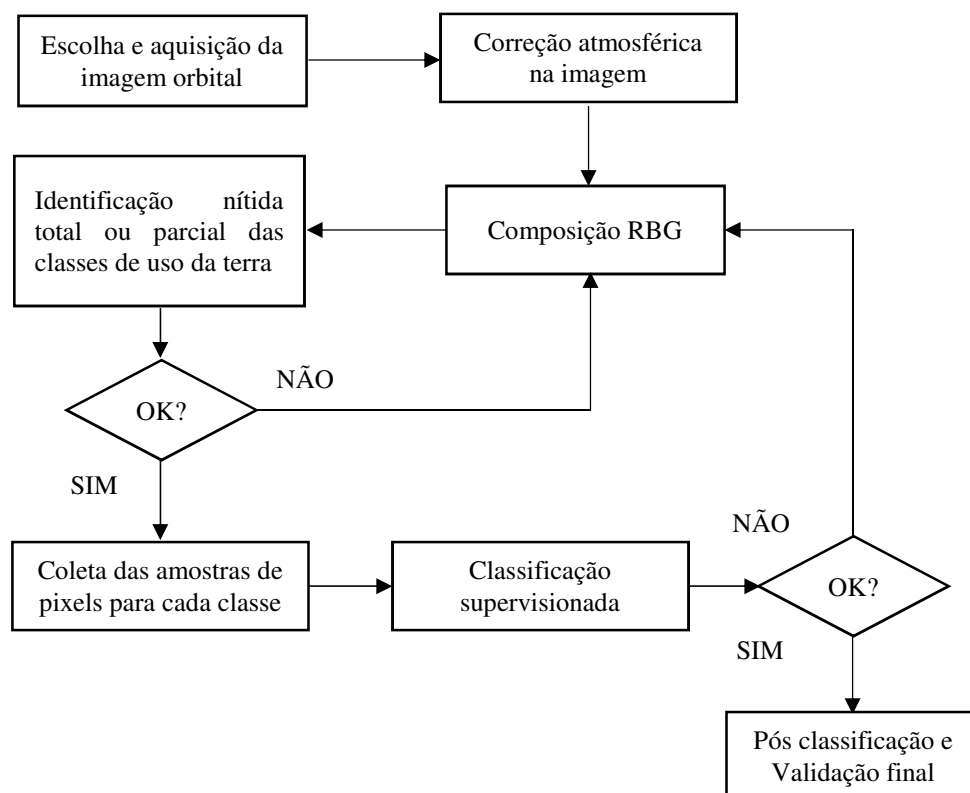 Escolha e aquisição da
imagem orbital
Correção atmosférica
na imagem
Composição RBG
Identificação nítida
total ou parcial das
classes de uso da terra
OK?
NÃO
SIM
Coleta das amostras de
pixels para cada classe
Classificação
supervisionada
OK?
NÃO
SIM
Pós classificação e
Validação final